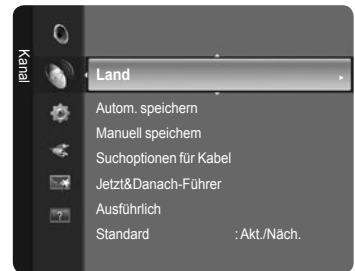 Kanal
Land
Autom. speichern
Manuell speichern
Suchoptionen für Kabel
Jetzt&Danach-Führer
Ausführlich
Standard : Akt./Näch.
?